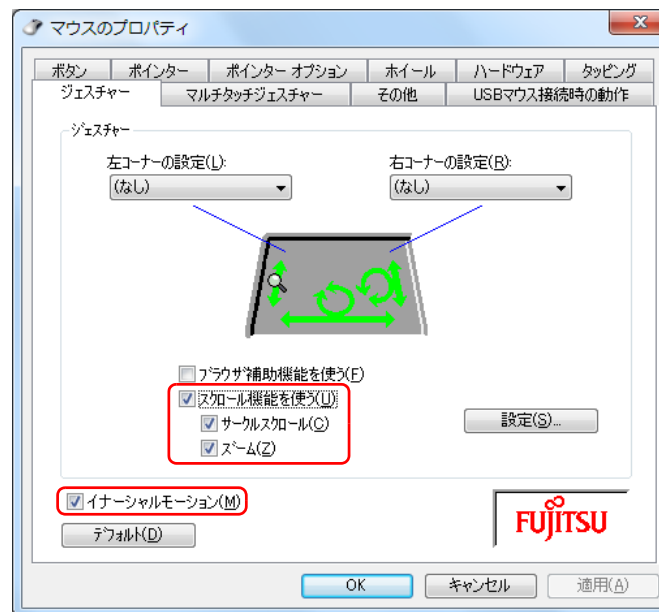 マウスのプロパティ
ボタン ポインター ポインター オプション ホイール ハードウェア タッピング
ジェスチャー マルチタッチジェスチャー その他 USBマウス接続時の動作
ジェスチャー
左コーナーの設定(L): 右コーナーの設定(R):
(なし) (なし)
ブラウザ補助機能を使う(F)
スクロール機能を使う(U)
サークルスクロール(C) 設定(S)...
ズーム(Z)
イナーシャルモーション(M)
デフォルト(D) FUJITSU
OK キャンセル 適用(A)